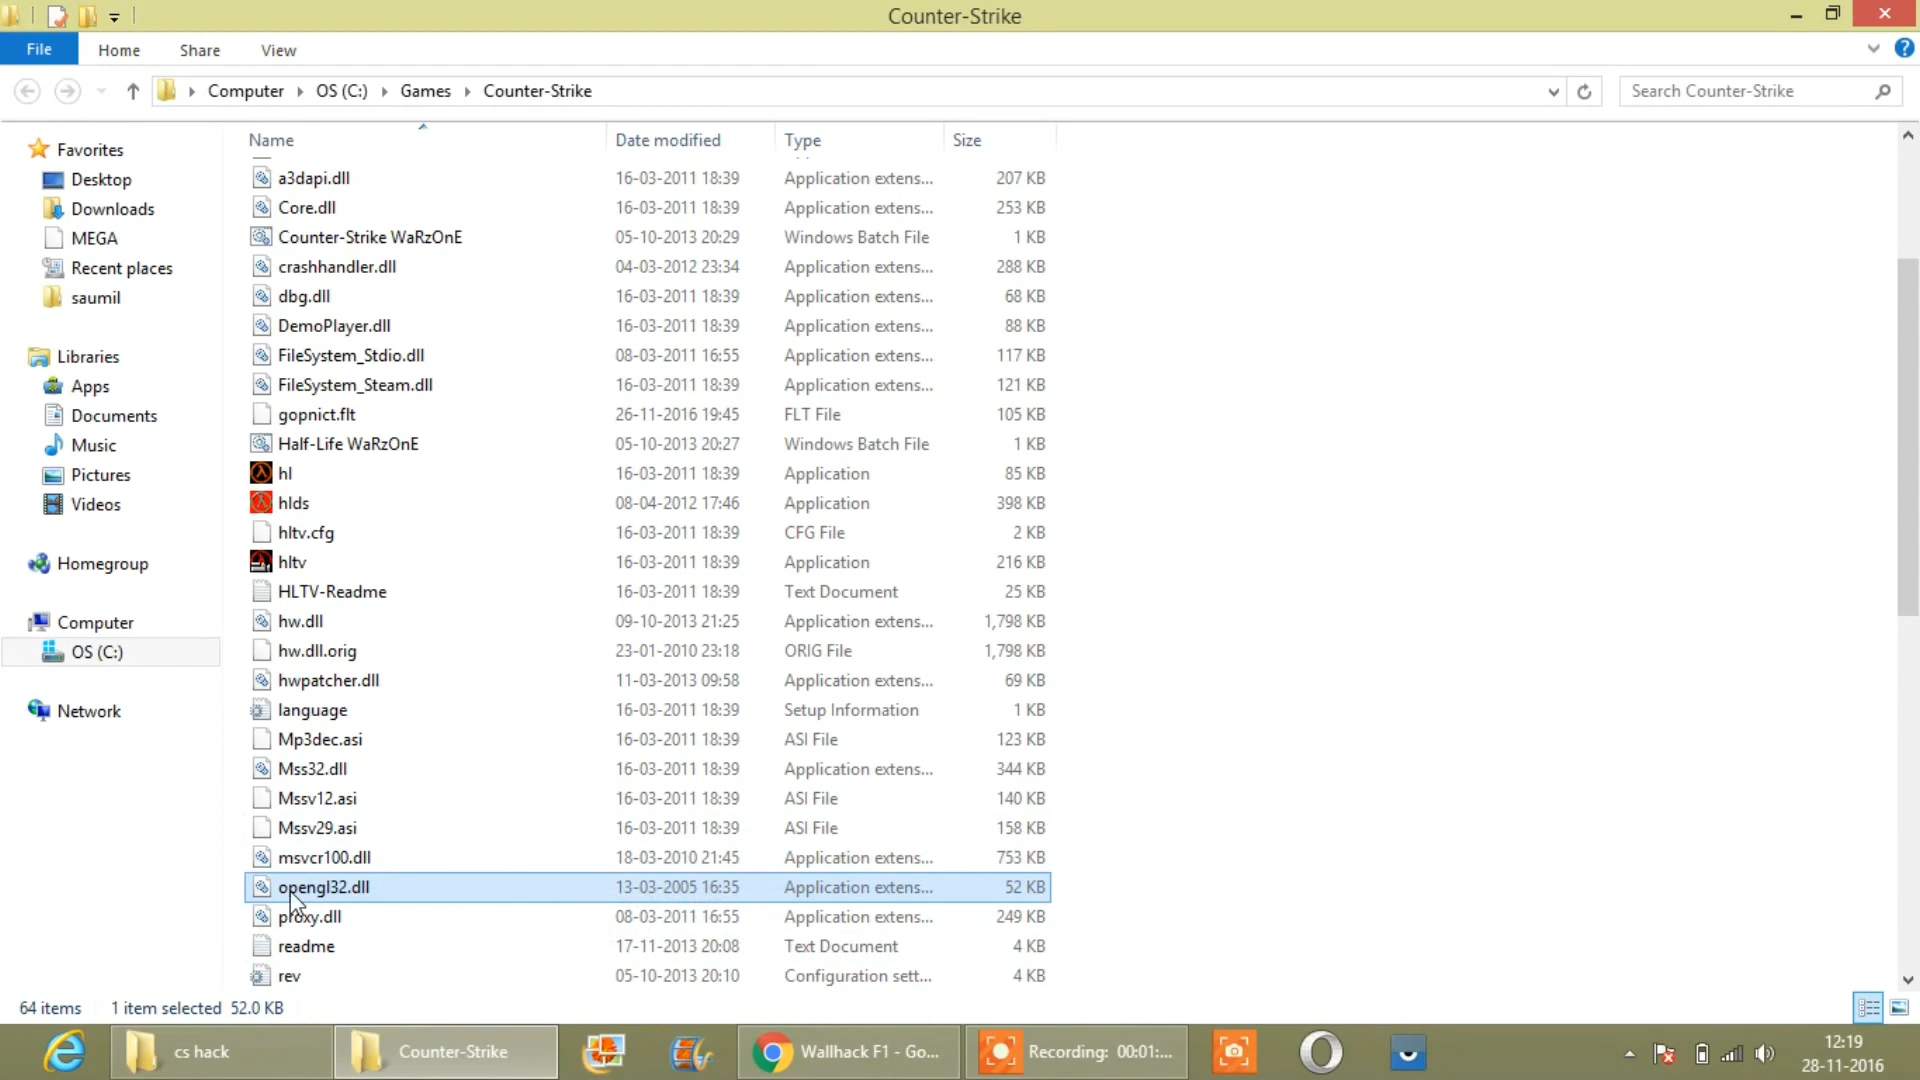 Counter-Strike
File Home Share View
Computer OS (C:) Games Counter-Strike
Search Counter-Strike
Name Date modified Type Size
Favorites
Desktop
Downloads
MEGA
Recent places
saumil
Libraries
Apps
Documents
Music
Pictures
Videos
Homegroup
Computer
OS (C:)
Network
a3dapi.dll 16-03-2011 18:39 Application extens... 207 KB
Core.dll 16-03-2011 18:39 Application extens... 253 KB
Counter-Strike WaRzOnE 05-10-2013 20:29 Windows Batch File 1 KB
crashhandler.dll 04-03-2012 23:34 Application extens... 288 KB
dbg.dll 16-03-2011 18:39 Application extens... 68 KB
DemoPlayer.dll 16-03-2011 18:39 Application extens... 88 KB
FileSystem_Stdio.dll 08-03-2011 16:55 Application extens... 117 KB
FileSystem_Steam.dll 16-03-2011 18:39 Application extens... 121 KB
gopnict.flt 26-11-2016 19:45 FLT File 105 KB
Half-Life WaRzOnE 05-10-2013 20:27 Windows Batch File 1 KB
hl 16-03-2011 18:39 Application 85 KB
hlds 08-04-2012 17:46 Application 398 KB
hltv.cfg 16-03-2011 18:39 CFG File 2 KB
hltv 16-03-2011 18:39 Application 216 KB
HLTV-Readme 16-03-2011 18:39 Text Document 25 KB
hw.dll 09-10-2013 21:25 Application extens... 1,798 KB
hw.dll.orig 23-01-2010 23:18 ORIG File 1,798 KB
hwpatcher.dll 11-03-2013 09:58 Application extens... 69 KB
language 16-03-2011 18:39 Setup Information 1 KB
Mp3dec.asi 16-03-2011 18:39 ASI File 123 KB
Mss32.dll 16-03-2011 18:39 Application extens... 344 KB
Mssv12.asi 16-03-2011 18:39 ASI File 140 KB
Mssv29.asi 16-03-2011 18:39 ASI File 158 KB
msvcr100.dll 18-03-2010 21:45 Application extens... 753 KB
opengl32.dll 13-03-2005 16:35 Application extens... 52 KB
proxy.dll 08-03-2011 16:55 Application extens... 249 KB
readme 17-11-2013 20:08 Text Document 4 KB
rev 05-10-2013 20:10 Configuration sett... 4 KB
64 items 1 item selected 52.0 KB
cs hack Counter-Strike Wallhack F1 - Go... Recording: 00:01:...
12:19
28-11-2016